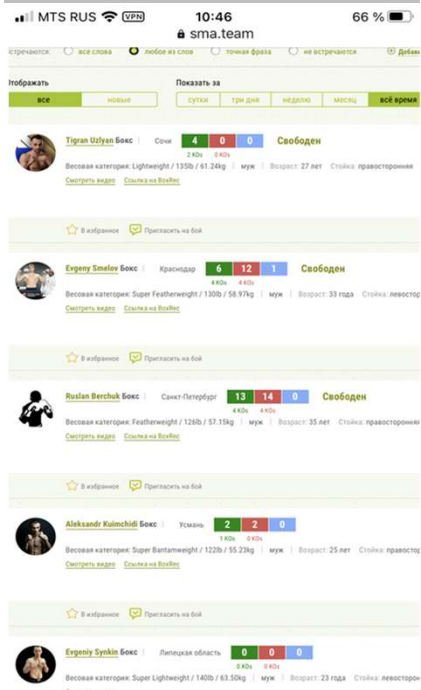 MTS RUS VPN 10:46 66 %
sma.team
все слова любое из слов точная фраза не встречаются
Показать за
все новые сутки три дня неделю месяц всё время
Tigran Uzlyan Бокс Сочи 4 0 0 Свободен
2 KOs 0 KOs
Весовая категория: Lightweight / 135lb / 61.24kg муж Возраст: 27 лет Стойка: правосторонняя
Смотреть видео Ссылка на BoxRec
В избранное Пригласить на бой
Evgeny Smelov Бокс Краснодар 6 12 1 Свободен
4 KOs 4 KOs
Весовая категория: Super Featherweight / 130lb / 58.97kg муж Возраст: 33 года Стойка: левостор
Смотреть видео Ссылка на BoxRec
В избранное Пригласить на бой
Ruslan Berchuk Бокс Санкт-Петербург 13 14 0 Свободен
4 KOs 4 KOs
Весовая категория: Featherweight / 126lb / 57.15kg муж Возраст: 35 лет Стойка: правосторонняя
Смотреть видео Ссылка на BoxRec
В избранное Пригласить на бой
Aleksandr Kuimchidi Бокс Усмань 2 2 0
1 KOs 0 KOs
Весовая категория: Super Bantamweight / 122lb / 55.23kg муж Возраст: 25 лет Стойка: правостор
Смотреть видео Ссылка на BoxRec
В избранное Пригласить на бой
Evgeniy Synkin Бокс Липецкая область 0 0 0
0 KOs 0 KOs
Весовая категория: Super Lightweight / 140lb / 63.50kg муж Возраст: 23 года Стойка: левосторон